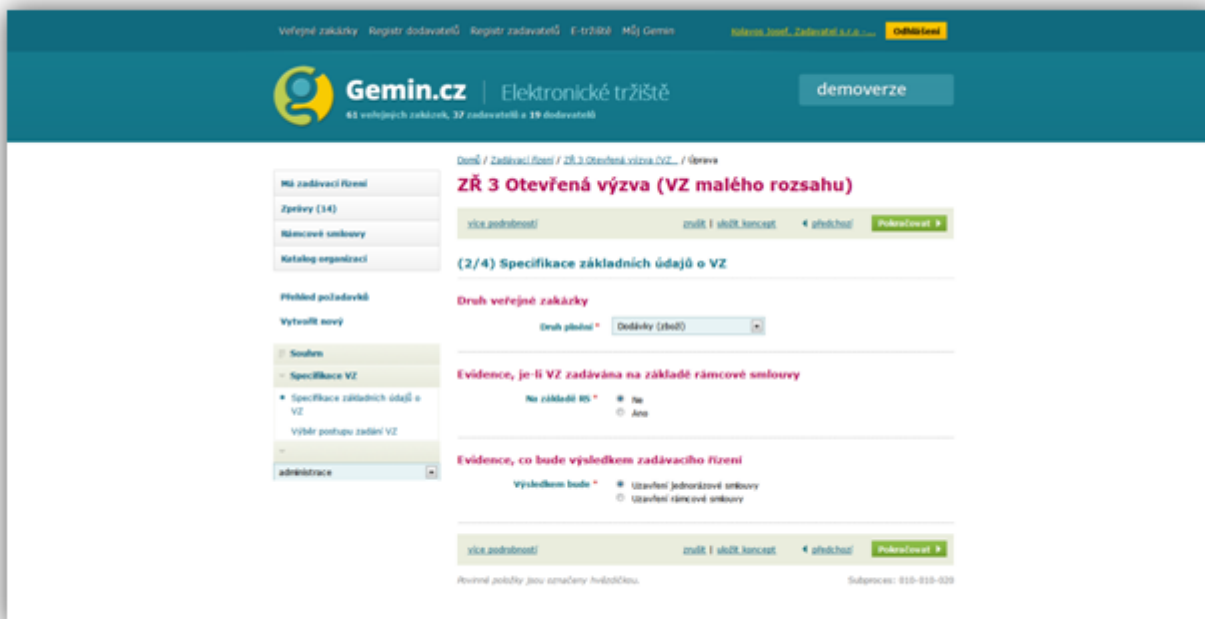 Veřejné zakázky Registr dodavatelů Registr zadavatelů E-tržiště Můj Gemin
Kolavos Josef, Zadavatel s.r.o -... Odhlášení
Gemin.cz | Elektronické tržiště
demoverze
61 veřejných zakázek, 37 zadavatelů a 19 dodavatelů
Domů / Zadávací řízení / ZŘ 3 Otevřená výzva (VZ... / Úprava
Má zadávací řízení
Zprávy (14)
Rámcové smlouvy
Katalog organizací
Přehled požadavků
Vytvořit nový
Souhrn
Specifikace VZ
Specifikace základních údajů o
VZ
Výběr postupu zadání VZ
administrace
ZŘ 3 Otevřená výzva (VZ malého rozsahu)
více podrobností zrušit | uložit koncept předchozí Pokračovat
(2/4) Specifikace základních údajů o VZ
Druh veřejné zakázky
Druh plnění * Dodávky (zboží)
Evidence, je-li VZ zadávána na základě rámcové smlouvy
Na základě RS * Ne
Ano
Evidence, co bude výsledkem zadávacího řízení
Výsledkem bude * Uzavření jednorázové smlouvy
Uzavření rámcové smlouvy
více podrobností zrušit | uložit koncept předchozí Pokračovat
Povinné položky jsou označeny hvězdičkou. Subproces: 010-010-020